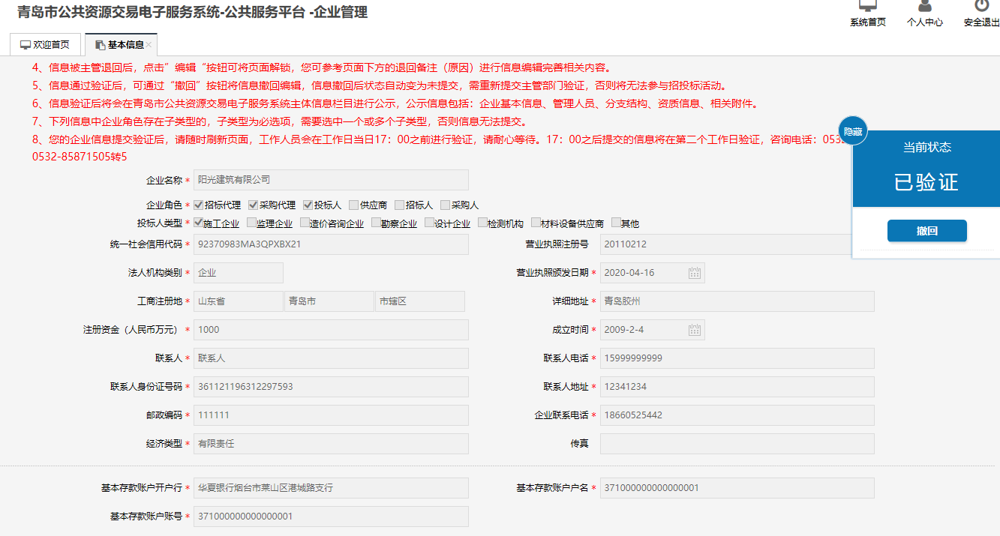 青岛市公共资源交易电子服务系统-公共服务平台 -企业管理
系统首页 个人中心 安全退出
欢迎首页 基本信息
4、信息被主管退回后，点击”编辑“按钮可将页面解锁，您可参考页面下方的退回备注（原因）进行信息编辑完善相关内容。
5、信息通过验证后，可通过“撤回”按钮将信息撤回编辑，信息撤回后状态自动变为未提交，需重新提交主管部门验证，否则将无法参与招投标活动。
6、信息验证后将会在青岛市公共资源交易电子服务系统主体信息栏目进行公示，公示信息包括：企业基本信息、管理人员、分支结构、资质信息、相关附件。
7、下列信息中企业角色存在子类型的，子类型为必选项，需要选中一个或多个子类型，否则信息无法提交。
8、您的企业信息提交验证后，请随时刷新页面，工作人员会在工作日当日17：00之前进行验证，请耐心等待。17：00之后提交的信息将在第二个工作日验证，咨询电话：053
0532-85871505转5
隐藏
当前状态
已验证
撤回
企业名称 * 阳光建筑有限公司
企业角色 * 招标代理 采购代理 投标人 供应商 招标人 采购人
投标人类型 * 施工企业 监理企业 造价咨询企业 勘察企业 设计企业 检测机构 材料设备供应商 其他
统一社会信用代码 * 92370983MA3QPXBX21 营业执照注册号 20110212
法人机构类别 * 企业 营业执照颁发日期 * 2020-04-16
工商注册地 * 山东省 青岛市 市辖区 详细地址 * 青岛胶州
注册资金（人民币万元） * 1000 成立时间 * 2009-2-4
联系人 * 联系人 联系人电话 * 15999999999
联系人身份证号码 * 361121196312297593 联系人地址 * 12341234
邮政编码 * 111111 企业联系电话 * 18660525442
经济类型 * 有限责任 传真
基本存款账户开户行 * 华夏银行烟台市莱山区港城路支行 基本存款账户户名 * 371000000000000001
基本存款账户账号 * 371000000000000001